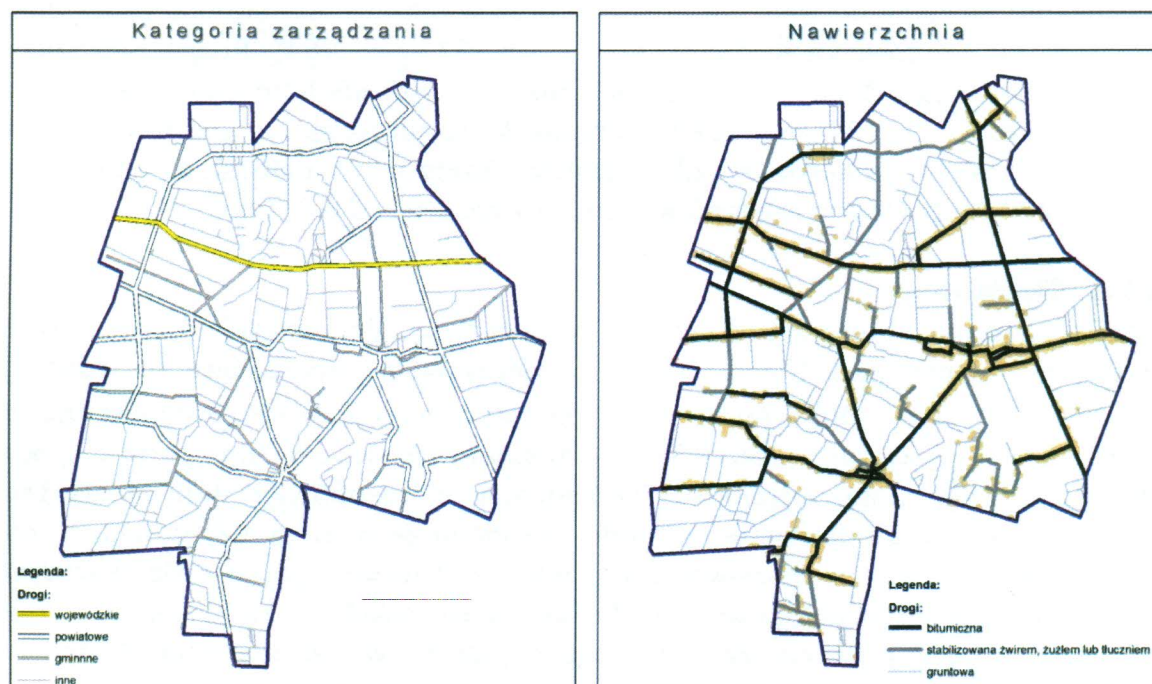 Kategoria zarządzania
Legenda:
Drogi:
wojewódzkie
powiatowe
gminnne
inne
Nawierzchnia
Legenda:
Drogi:
bitumiczna
stabilizowana żwirem, żużlem lub tłuczniem
gruntowa